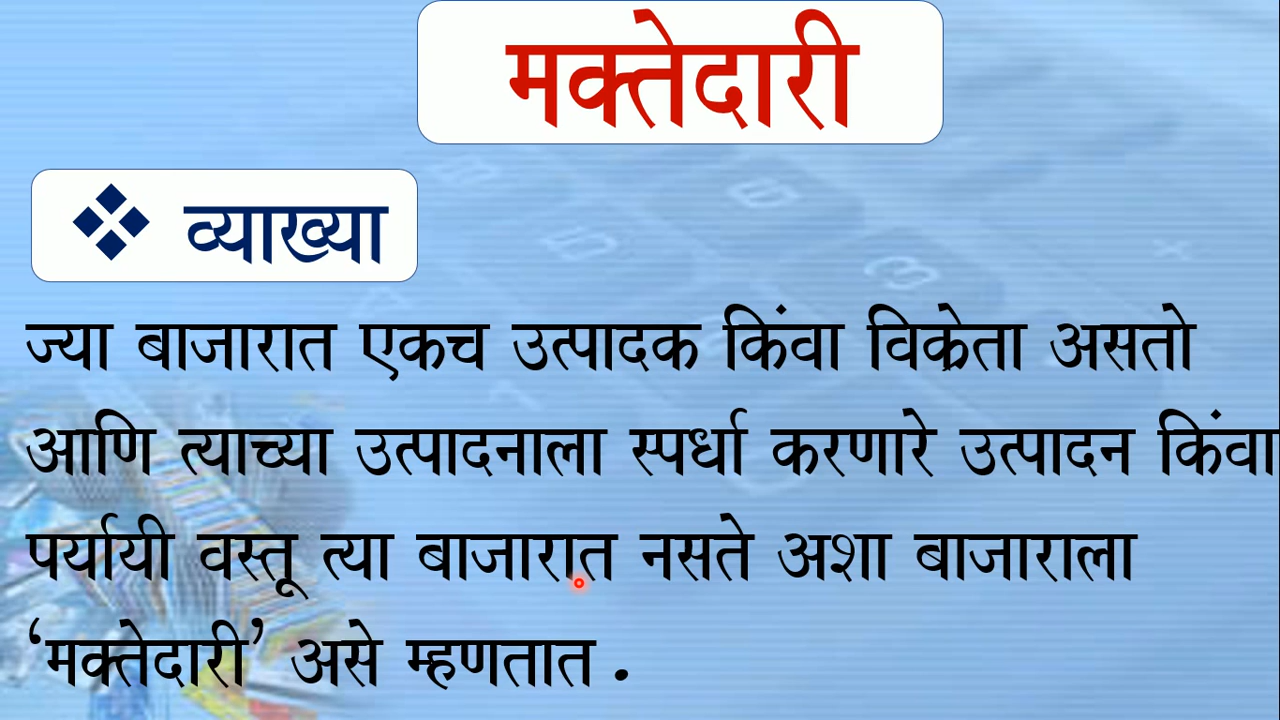 मक्तेदारी
❖ व्याख्या
ज्या बाजारात एकच उत्पादक किंवा विक्रेता असतो
आणि त्याच्या उत्पादनाला स्पर्धा करणारे उत्पादन किंवा
पर्यायी वस्तू त्या बाजारात नसते अशा बाजाराला
‘मक्तेदारी’ असे म्हणतात .